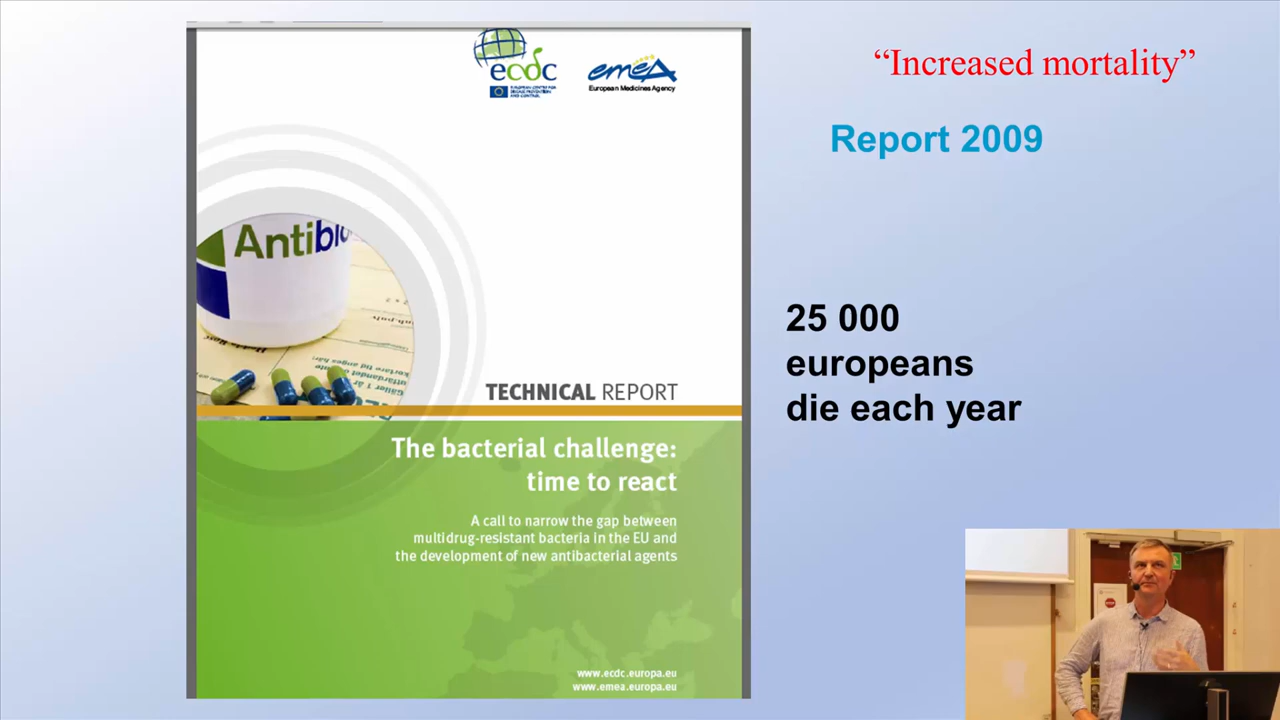 ecdc
EUROPEAN CENTRE FOR
DISEASE PREVENTION
AND CONTROL
emeA
European Medicines Agency
“Increased mortality”
Report 2009
Antibio
25 000
europeans
die each year
TECHNICAL REPORT
The bacterial challenge:
time to react
A call to narrow the gap between
multidrug-resistant bacteria in the EU and
the development of new antibacterial agents
www.ecdc.europa.eu
www.emea.europa.eu